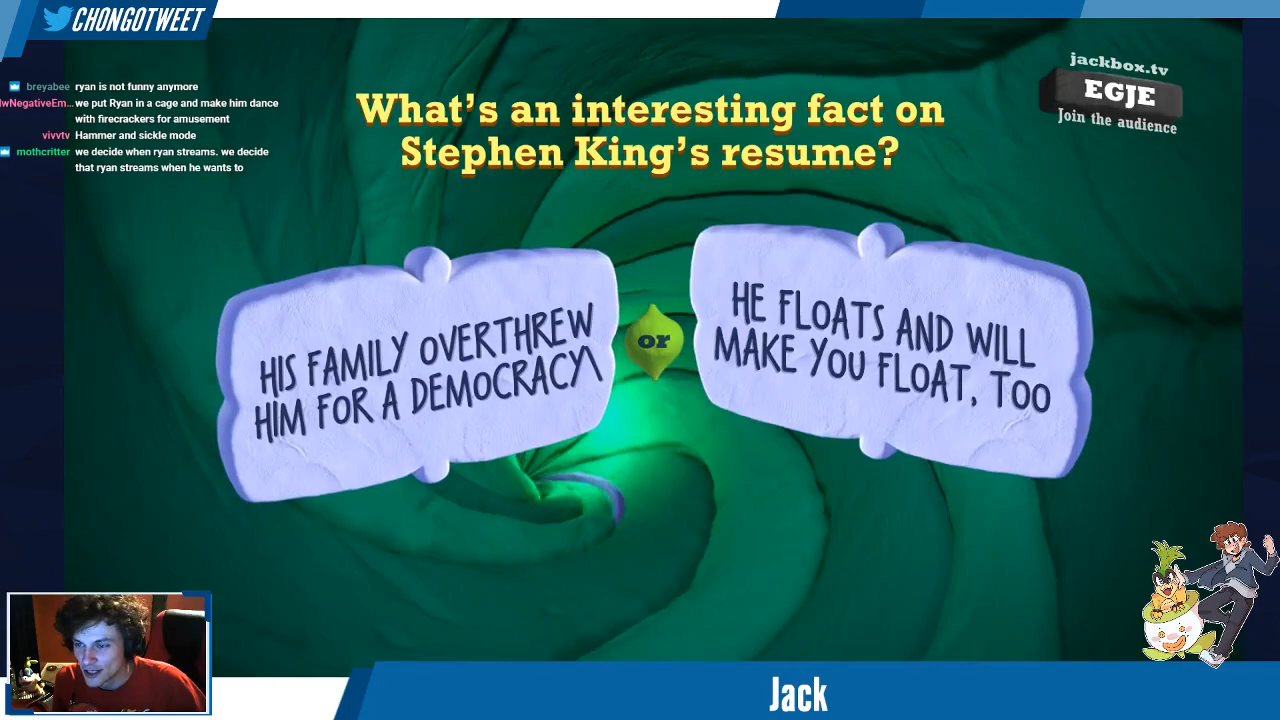 CHONGOTWEET
breyabee ryan is not funny anymore
wNegativeEm... we put Ryan in a cage and make him dance
with firecrackers for amusement
vivvtv Hammer and sickle mode
mothcritter we decide when ryan streams. we decide
that ryan streams when he wants to
What's an interesting fact on
Stephen King's resume?
jackbox.tv
EGJE
Join the audience
HIS FAMILY OVERTHREW
HIM FOR A DEMOCRACY\
or
HE FLOATS AND WILL
MAKE YOU FLOAT, TOO
Jack